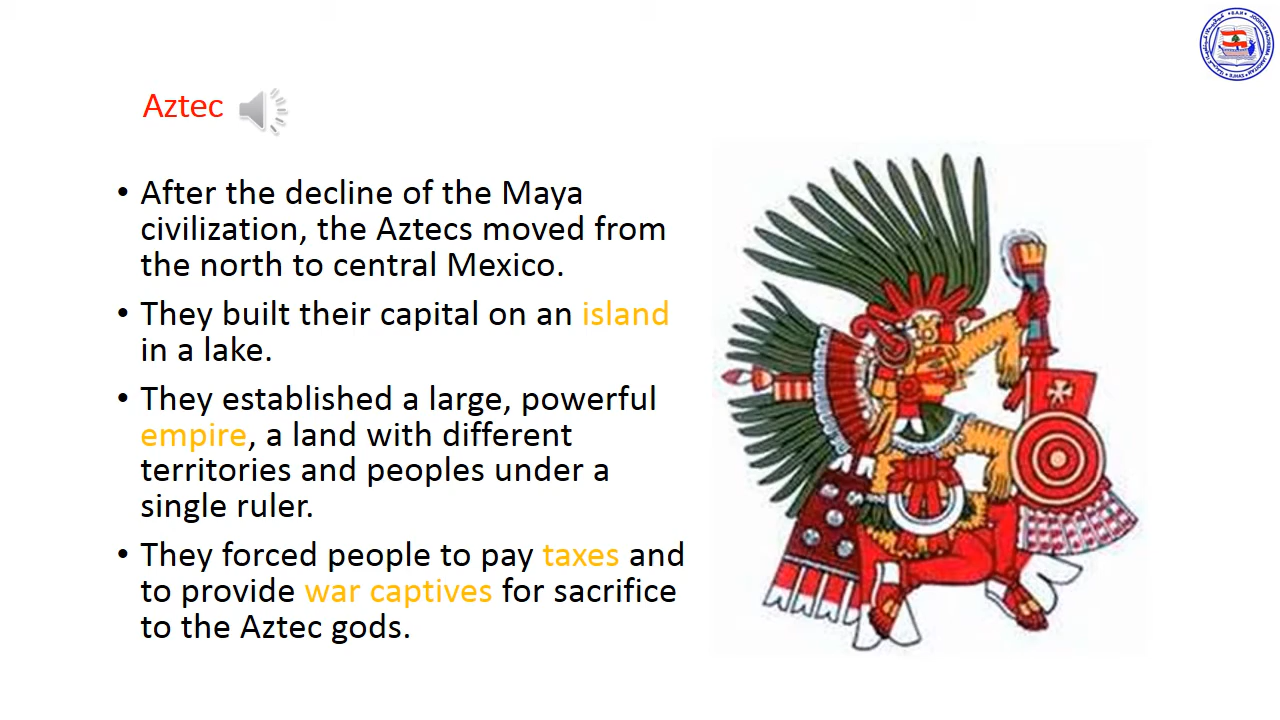 Aztec
• After the decline of the Maya
civilization, the Aztecs moved from
the north to central Mexico.
• They built their capital on an island
in a lake.
• They established a large, powerful
empire, a land with different
territories and peoples under a
single ruler.
• They forced people to pay taxes and
to provide war captives for sacrifice
to the Aztec gods.